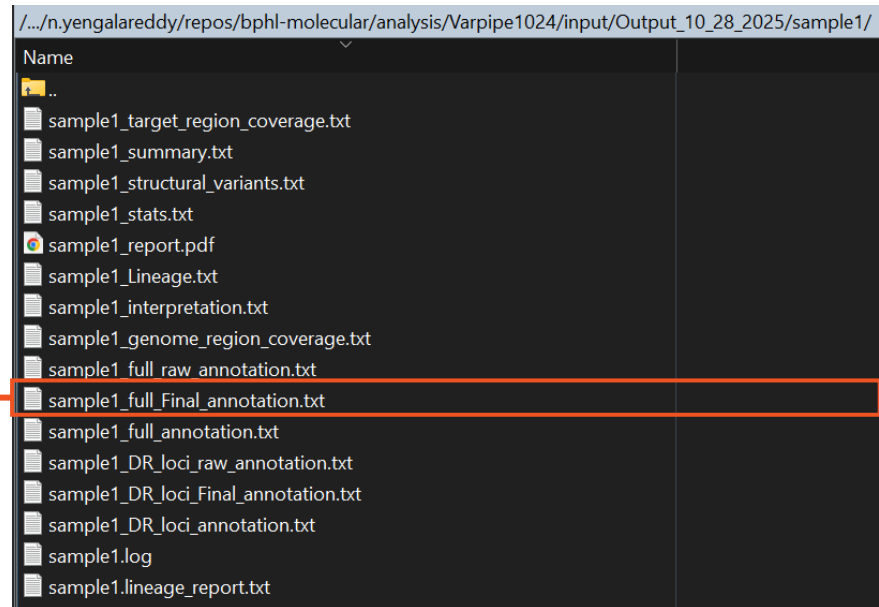 /.../n.yengalareddy/repos/bphl-molecular/analysis/Varpipe1024/input/Output_10_28_2025/sample1/
Name
..
sample1_target_region_coverage.txt
sample1_summary.txt
sample1_structural_variants.txt
sample1_stats.txt
sample1_report.pdf
sample1_Lineage.txt
sample1_interpretation.txt
sample1_genome_region_coverage.txt
sample1_full_raw_annotation.txt
sample1_full_Final_annotation.txt
sample1_full_annotation.txt
sample1_DR_loci_raw_annotation.txt
sample1_DR_loci_Final_annotation.txt
sample1_DR_loci_annotation.txt
sample1.log
sample1.lineage_report.txt